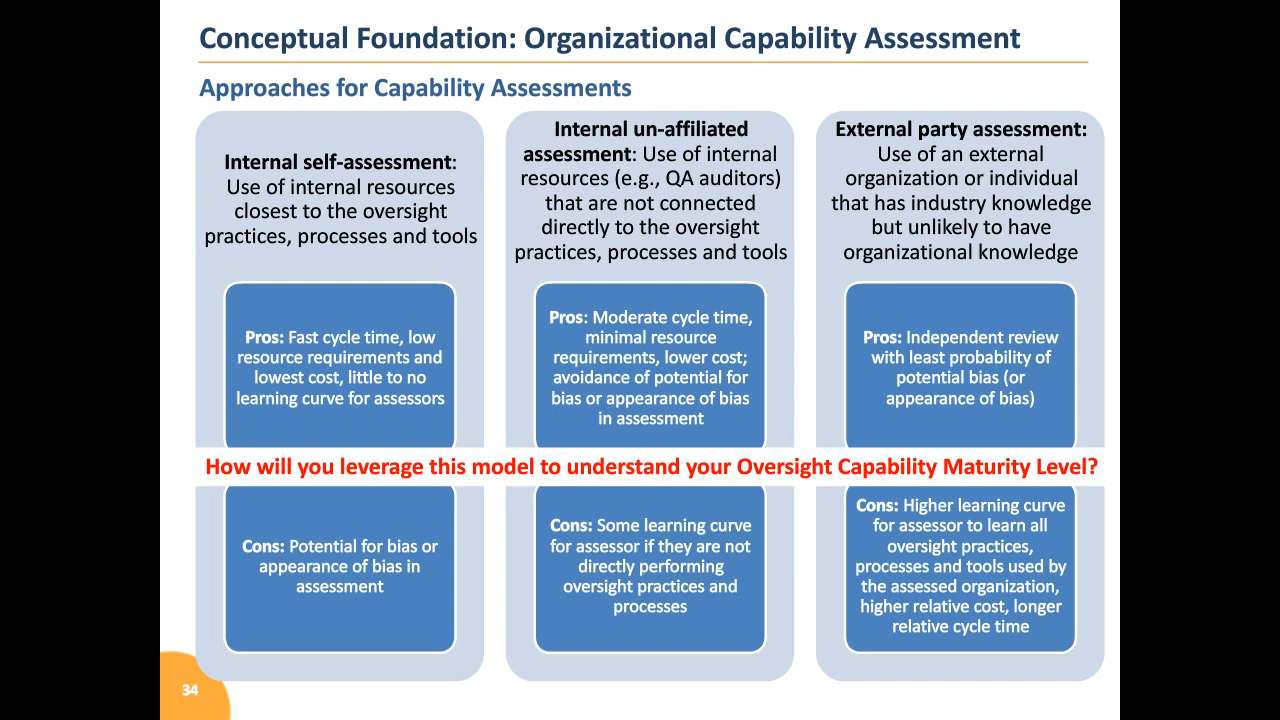 Conceptual Foundation: Organizational Capability Assessment
Approaches for Capability Assessments
Internal self-assessment:
Use of internal resources
closest to the oversight
practices, processes and tools
Pros: Fast cycle time, low
resource requirements and
lowest cost, little to no
learning curve for assessors
Internal un-affiliated
assessment: Use of internal
resources (e.g., QA auditors)
that are not connected
directly to the oversight
practices, processes and tools
Pros: Moderate cycle time,
minimal resource
requirements, lower cost;
avoidance of potential for
bias or appearance of bias
in assessment
External party assessment:
Use of an external
organization or individual
that has industry knowledge
but unlikely to have
organizational knowledge
Pros: Independent review
with least probability of
potential bias (or
appearance of bias)
How will you leverage this model to understand your Oversight Capability Maturity Level?
Cons: Potential for bias or
appearance of bias in
assessment
Cons: Some learning curve
for assessor if they are not
directly performing
oversight practices and
processes
Cons: Higher learning curve
for assessor to learn all
oversight practices,
processes and tools used by
the assessed organization,
higher relative cost, longer
relative cycle time
34